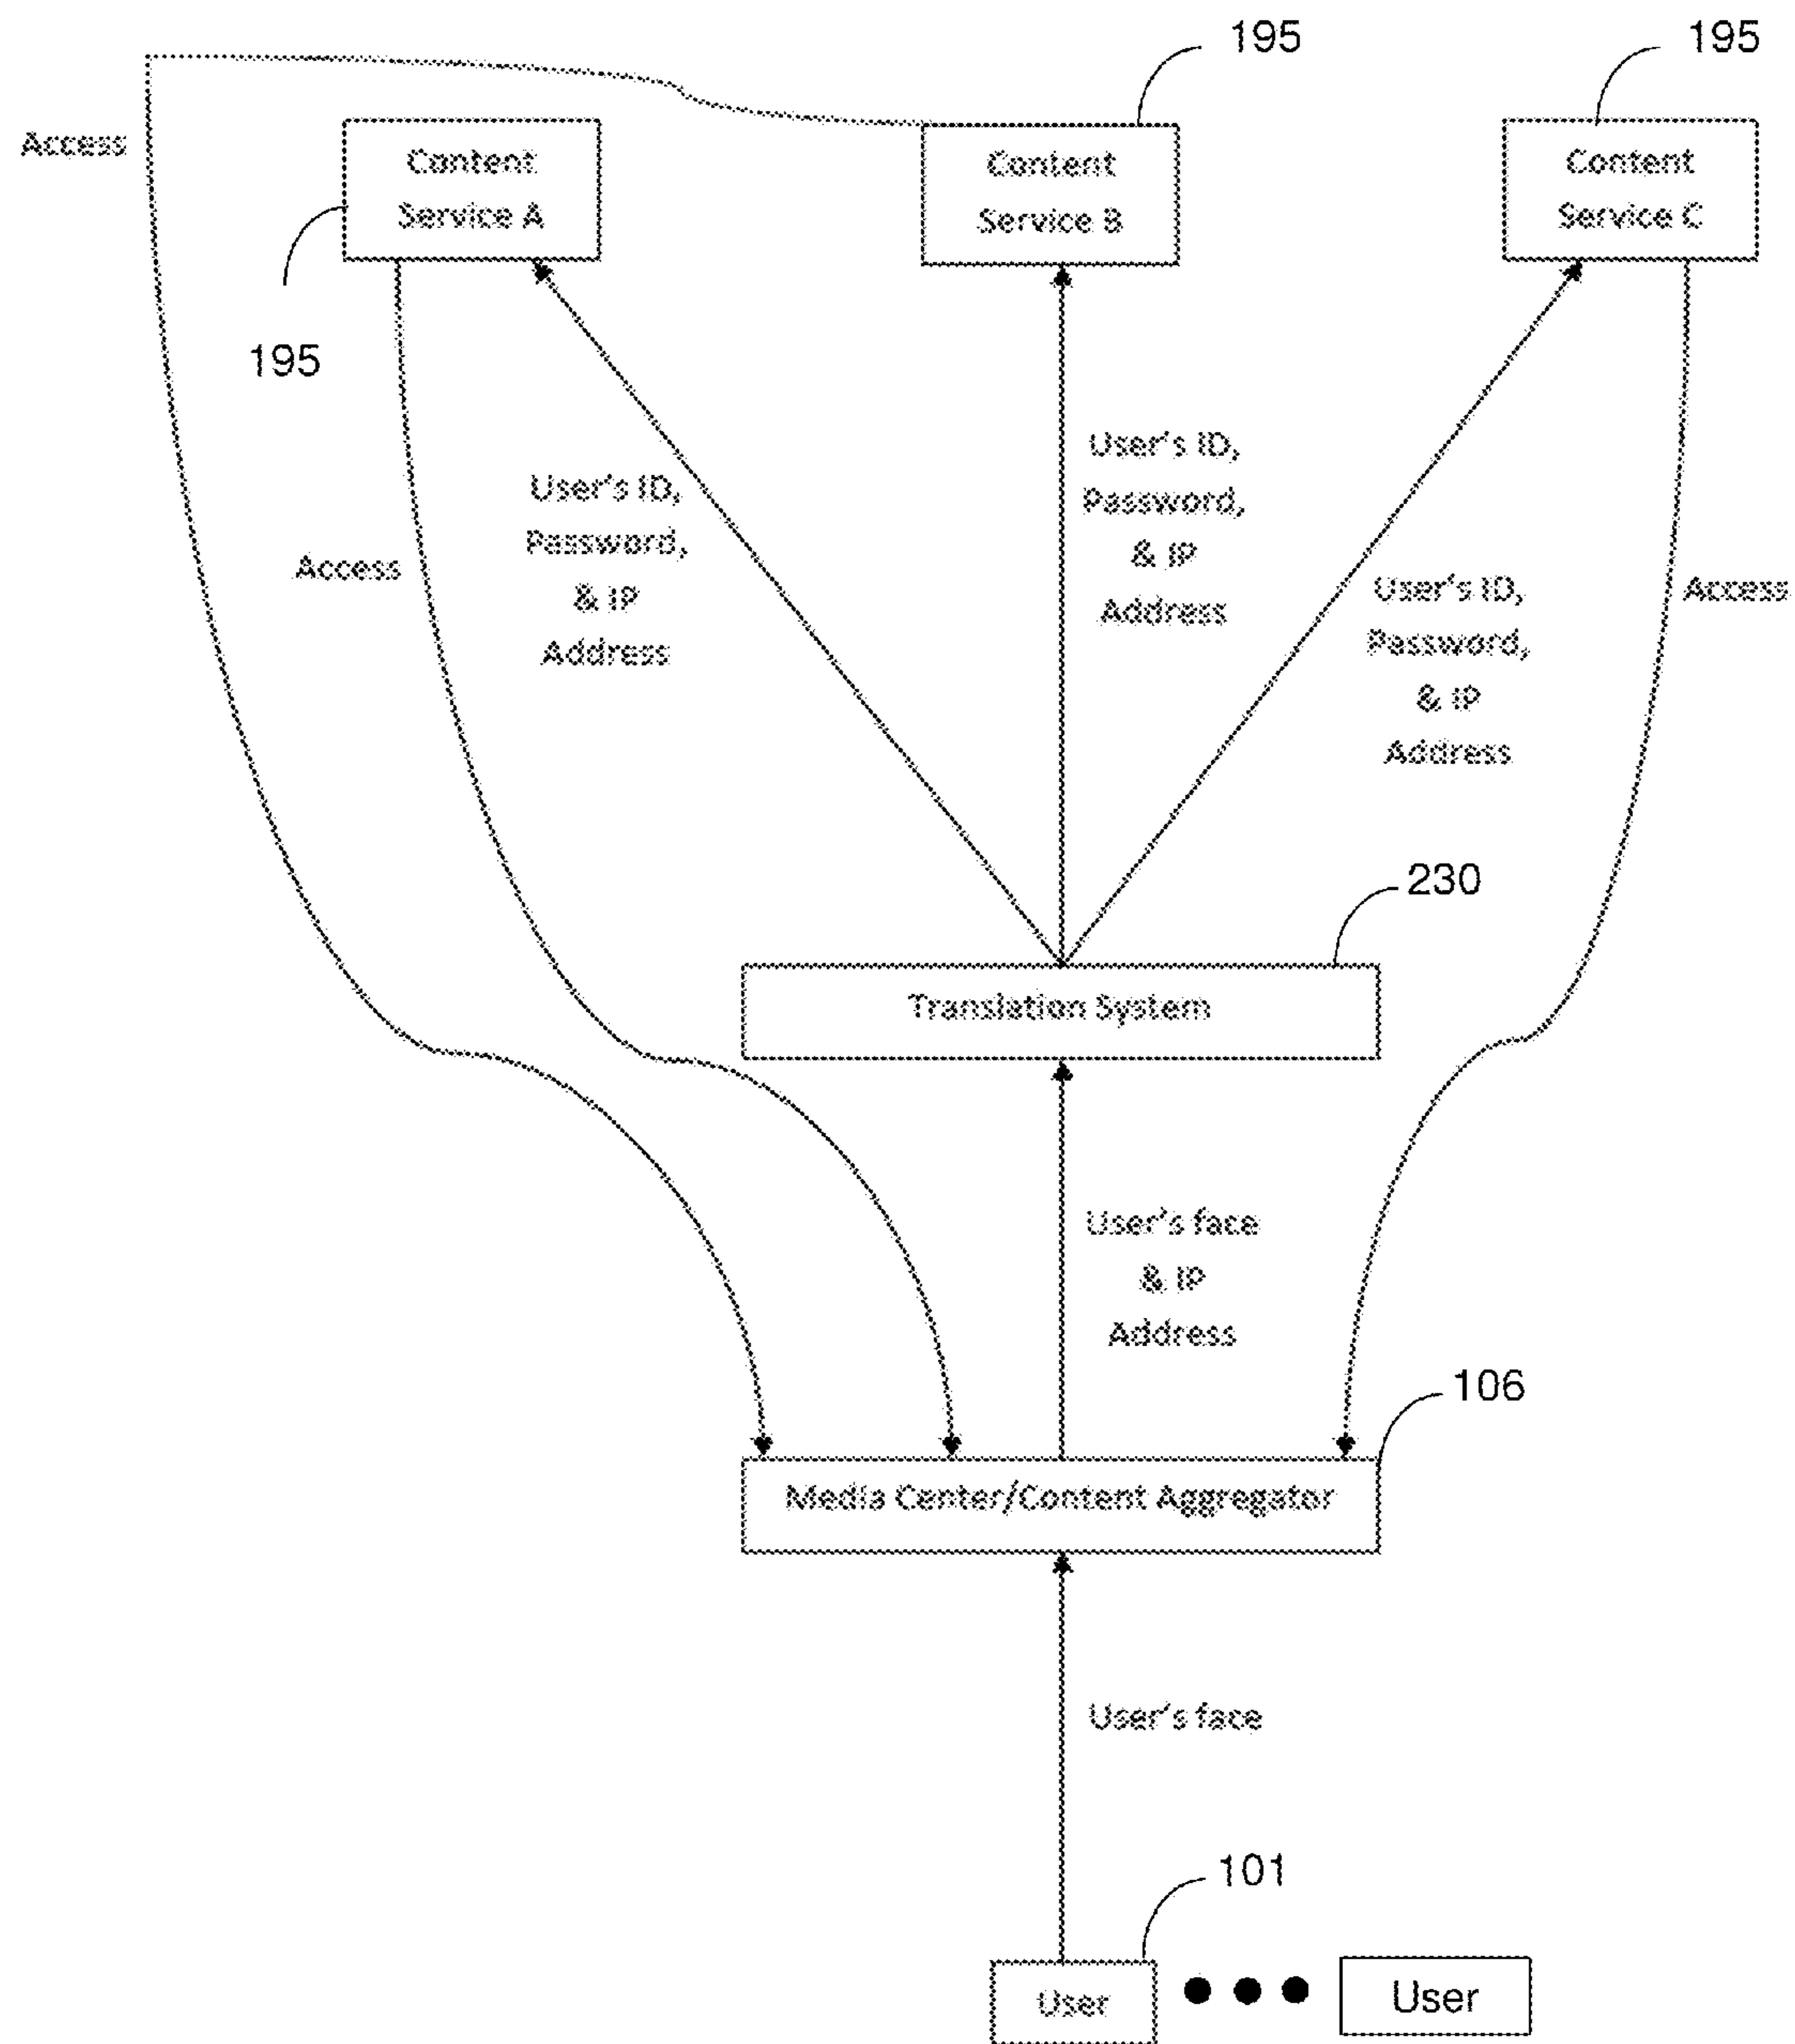 195
195
Access
Content
Service A
Content
Service B
Content
Service C
195
User's ID,
Password,
& IP
Address
User's ID,
Password,
& IP
Address
Access
User's ID,
Password,
& IP
Address
Access
230
Translation System
User's face
& IP
Address
106
Media Center/Content Aggregator
User's face
101
User
User